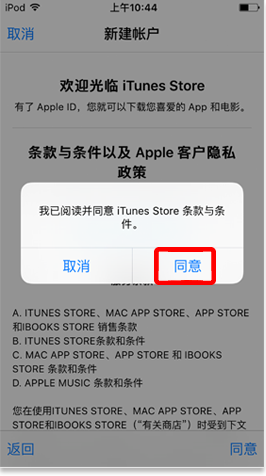 iPod 上午10:44
取消 新建帐户
欢迎光临 iTunes Store
有了 Apple ID，您就可以下载您喜爱的 App 和电影。
条款与条件以及 Apple 客户隐私
政策
我已阅读并同意 iTunes Store 条款与条
件。
取消 同意
A. ITUNES STORE、MAC APP STORE、APP STORE
和IBOOKS STORE 销售条款
B. ITUNES STORE条款和条件
C. MAC APP STORE、APP STORE 和 IBOOKS
STORE 条款和条件
D. APPLE MUSIC 条款和条件
您在使用ITUNES STORE、MAC APP STORE、APP
STORE和IBOOKS STORE（“有关商店”）时受到下文
返回 同意